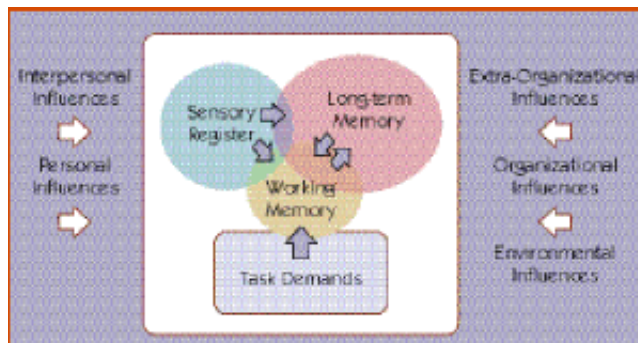 Interpersonal
Influences
Personal
Influences
Sensory
Register
Long-term
Memory
Working
Memory
Task Demands
Extra-Organizational
Influences
Organizational
Influences
Environmental
Influences